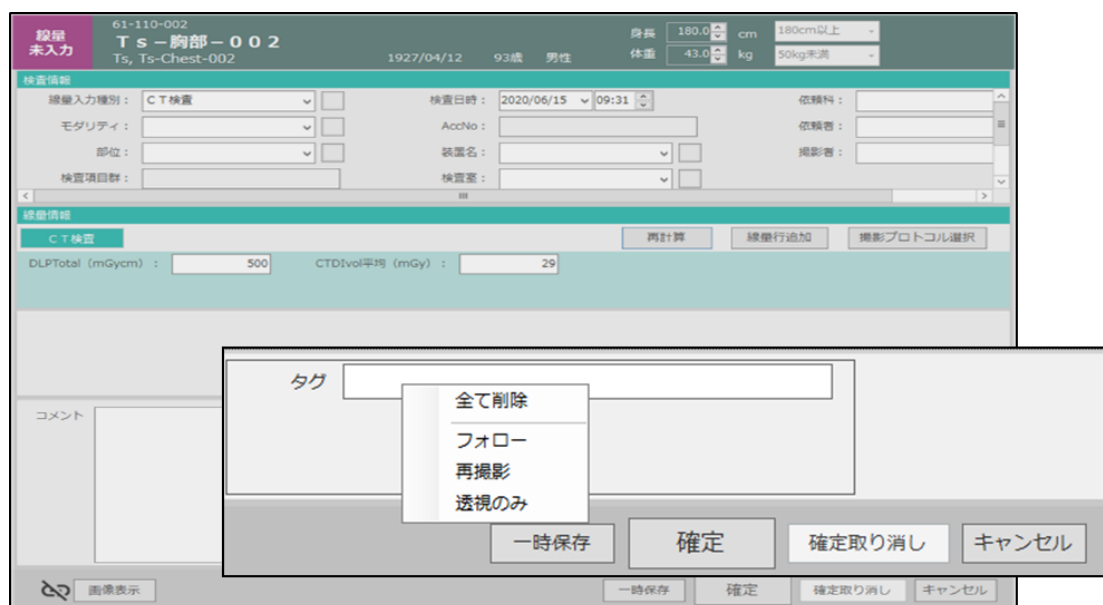 線量
未入力
61-110-002
Ts-胸部-002
Ts, Ts-Chest-002
1927/04/12 93歳 男性
身長 180.0 cm 180cm以上
体重 43.0 kg 50kg未満
検査情報
線量入力種別: CT検査 検査日時: 2020/06/15 09:31 依頼科:
モダリティ: AccNo: 依頼者:
部位: 装置名: 撮影者:
検査項目群: 検査室:
線量情報
CT検査 再計算 線量行追加 撮影プロトコル選択
DLPTotal (mGycm) : 500 CTDIvol平均 (mGy) : 29
タグ
全て削除
フォロー
再撮影
透視のみ
一時保存 確定 確定取り消し キャンセル
コメント
画像表示 一時保存 確定 確定取り消し キャンセル